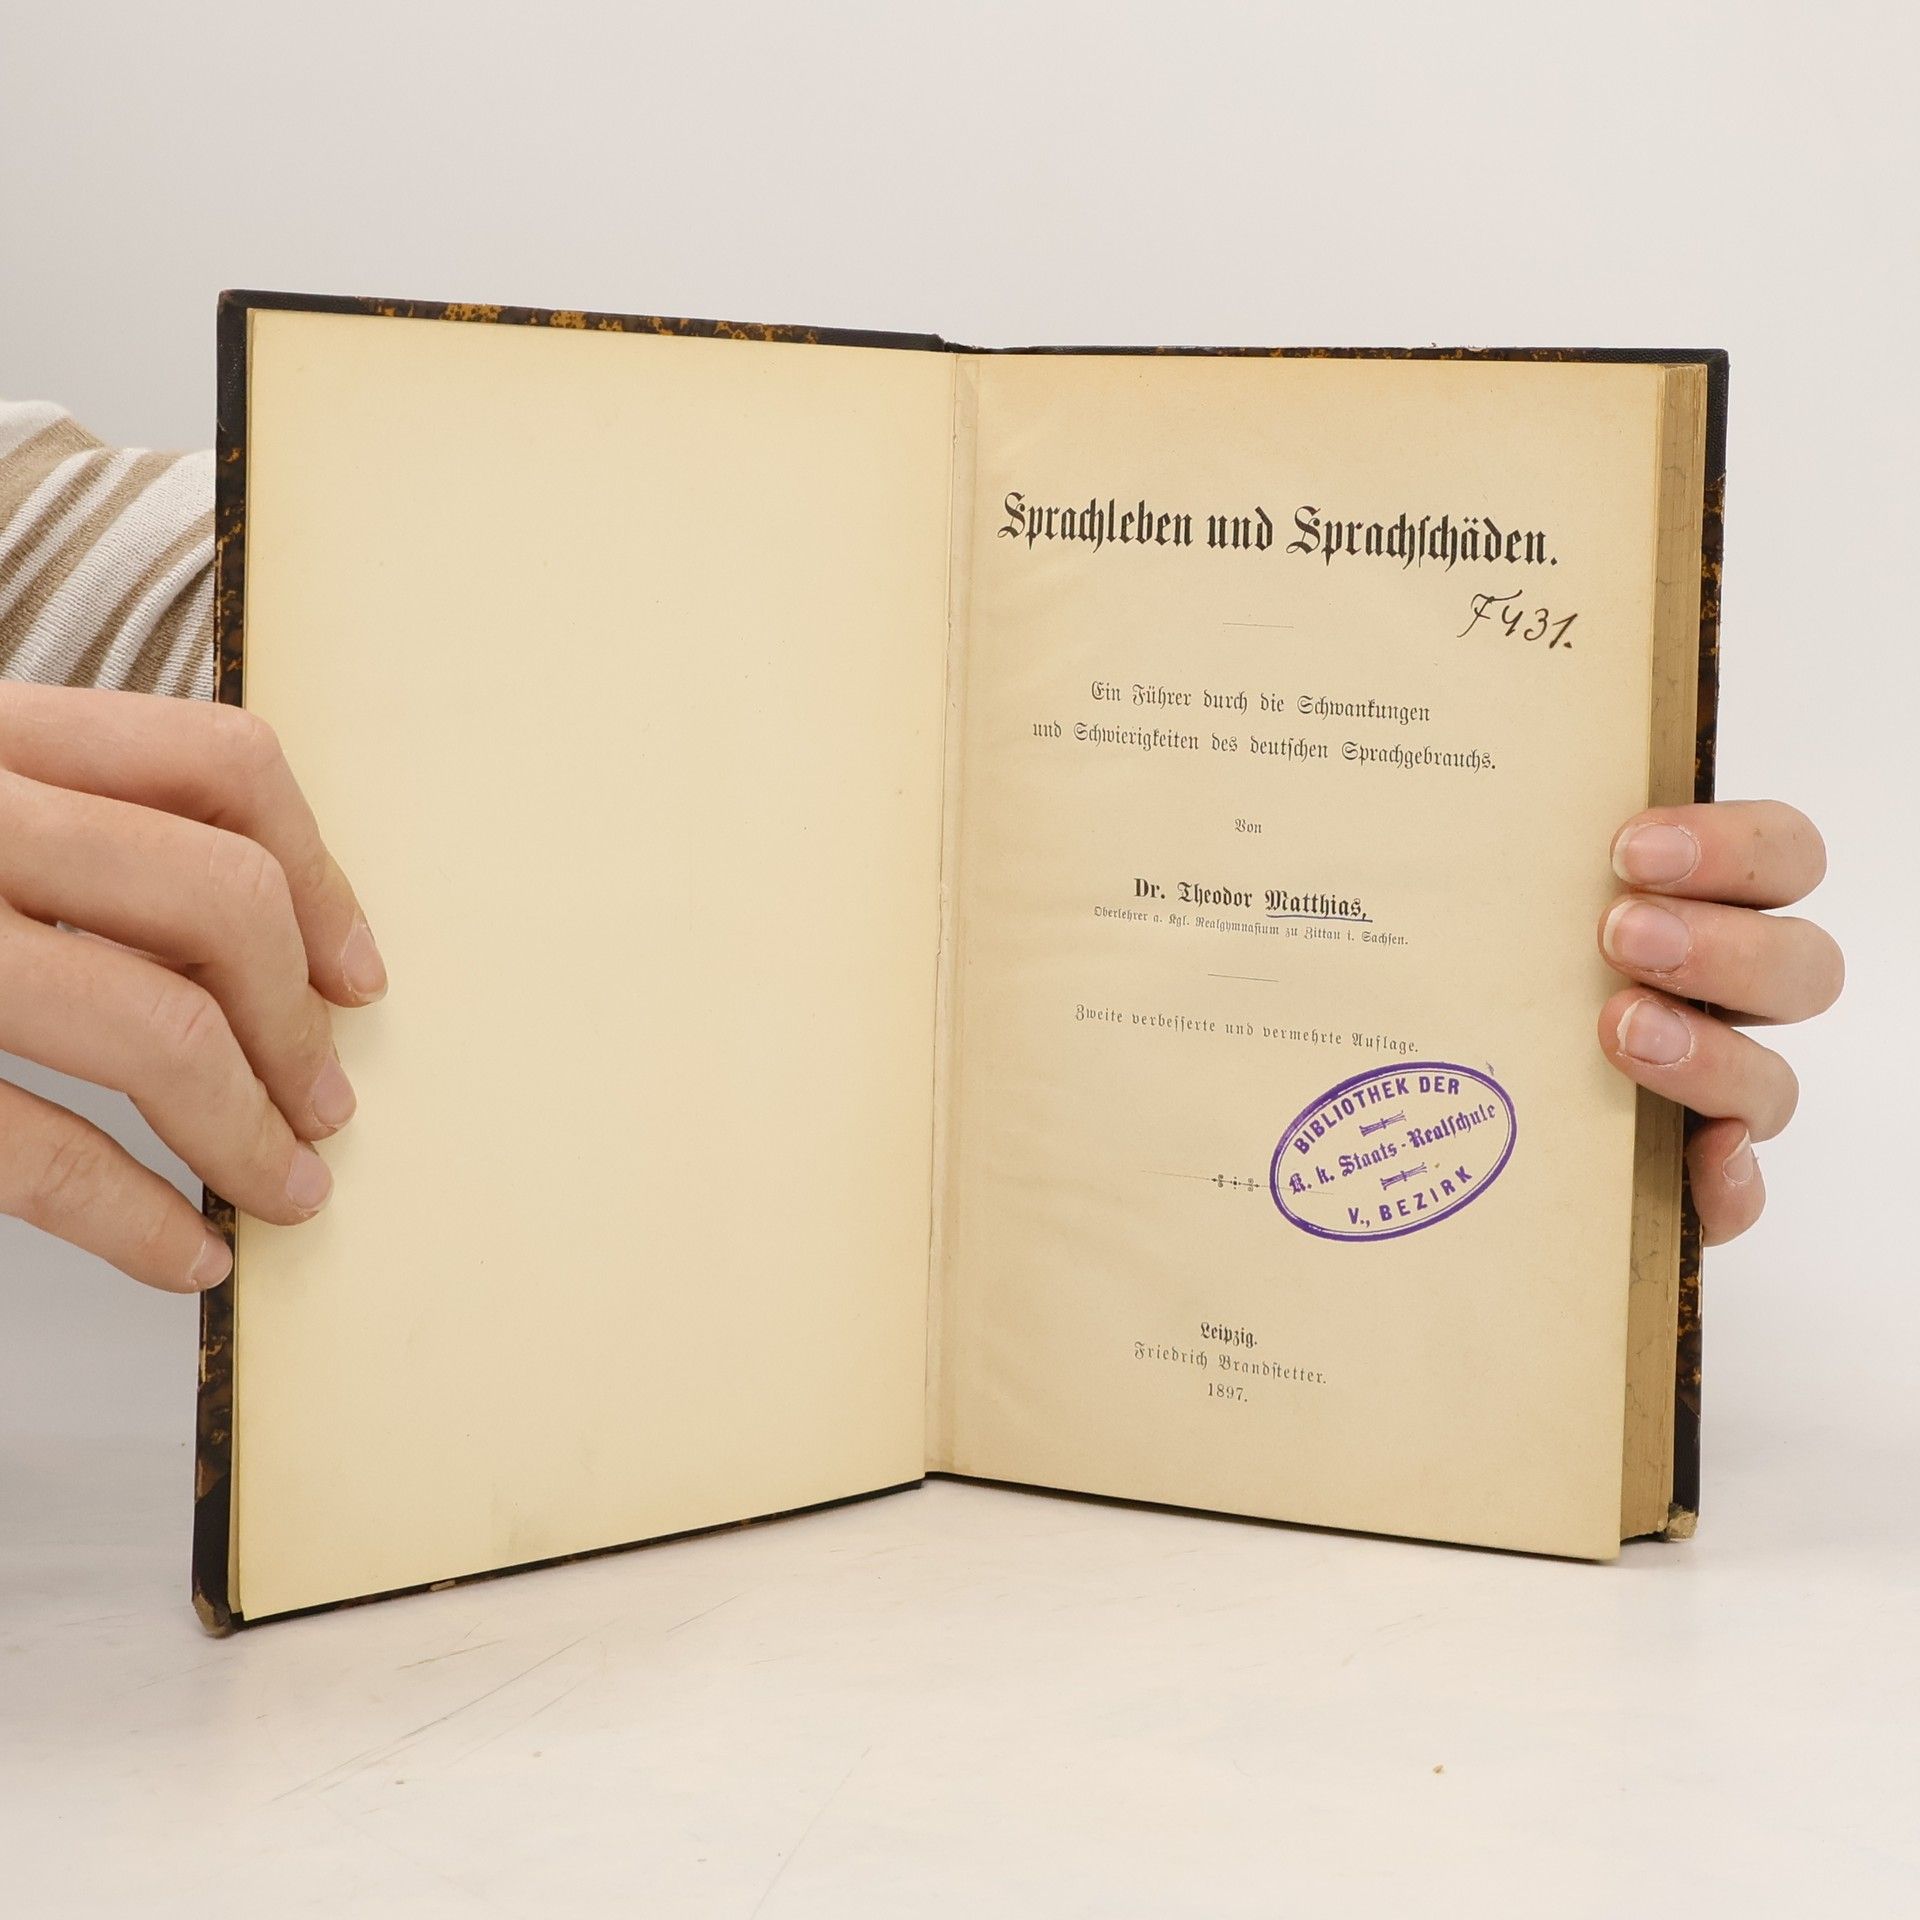 Sprachleben und Sprachſchäden.
F 431.
Ein Führer durch die Schwankungen
und Schwierigkeiten des deutſchen Sprachgebrauchs.
Von
Dr. Theodor Matthias,
Oberlehrer a. Kgl. Realgymnaſium zu Zittau i. Sachſen.
Zweite verbeſſerte und vermehrte Auflage.
BIBLIOTHEK DER
K. k. Staats-Realſchule
V., BEZIRK
Leipzig.
Friedrich Brandſtetter.
1897.